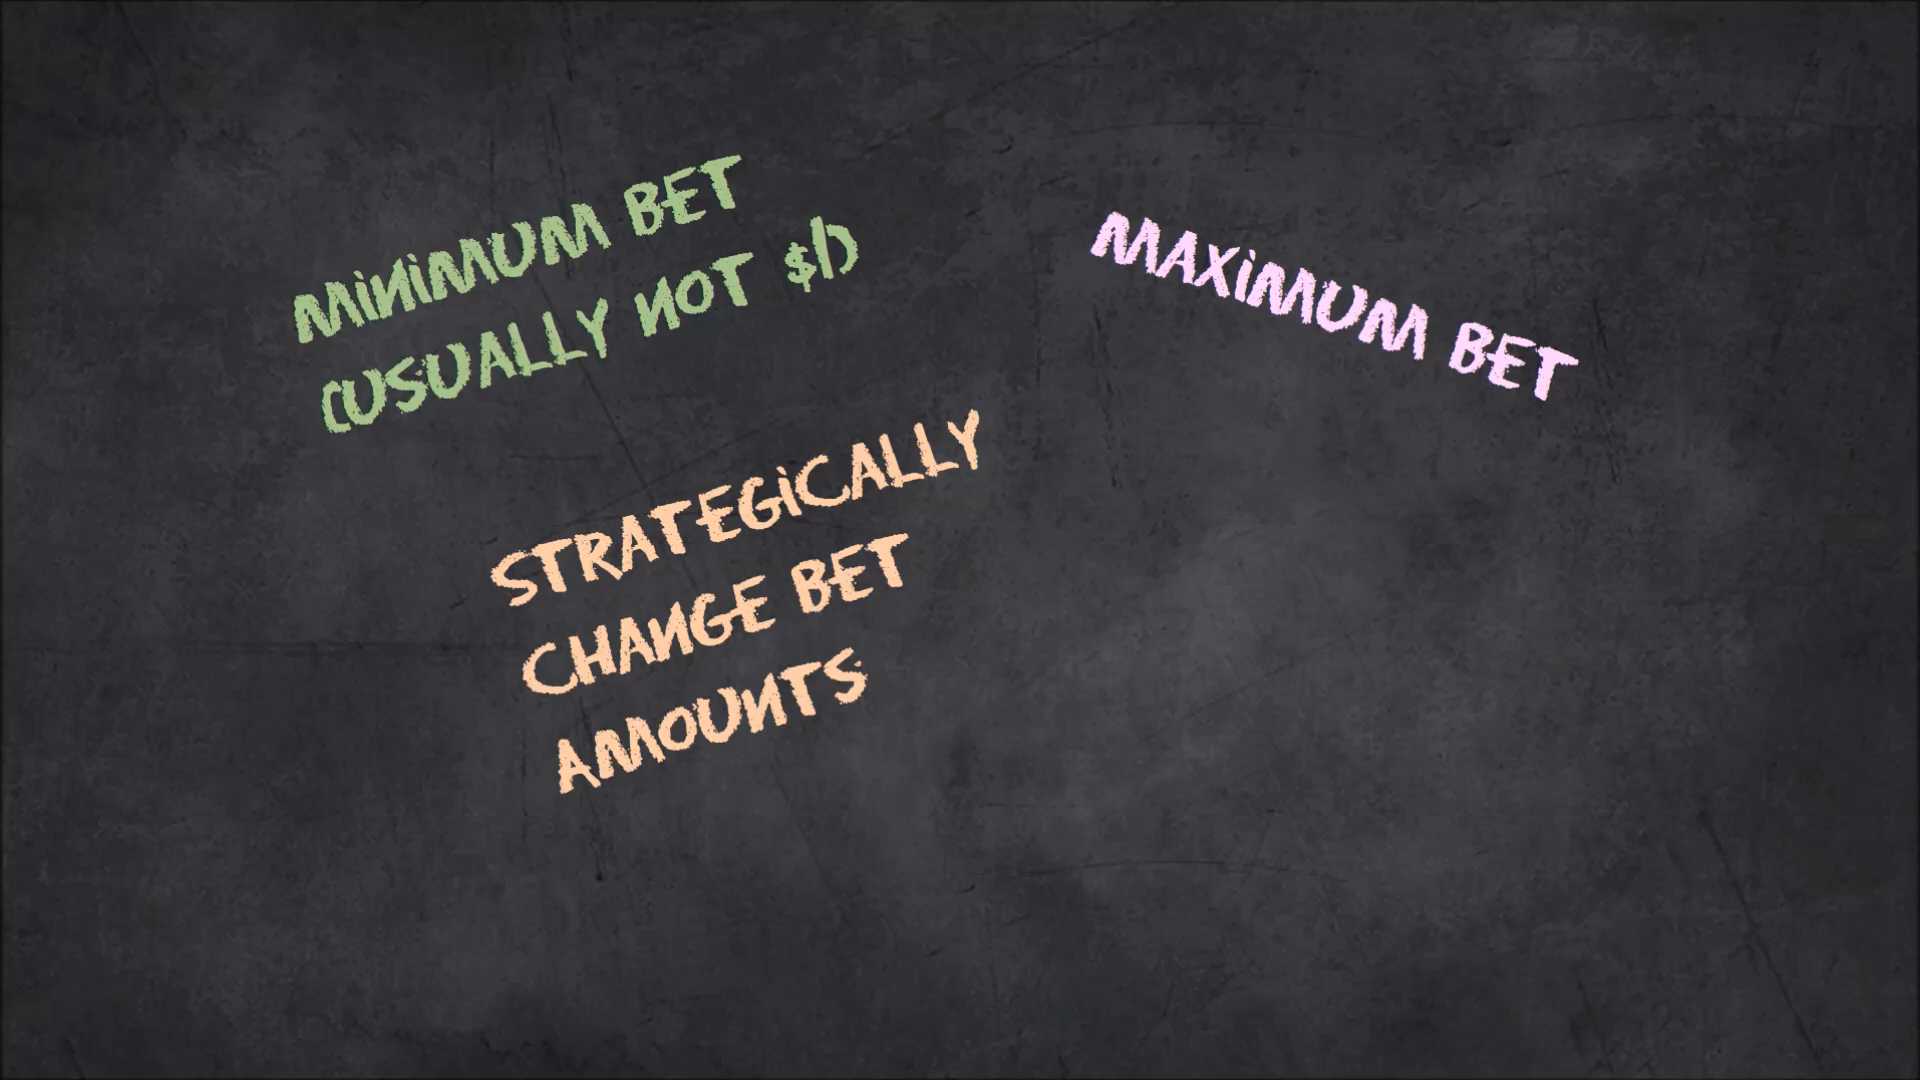 MINIMUM BET
(USUALLY NOT $1)
MAXIMUM BET
STRATEGICALLY
CHANGE BET
AMOUNTS